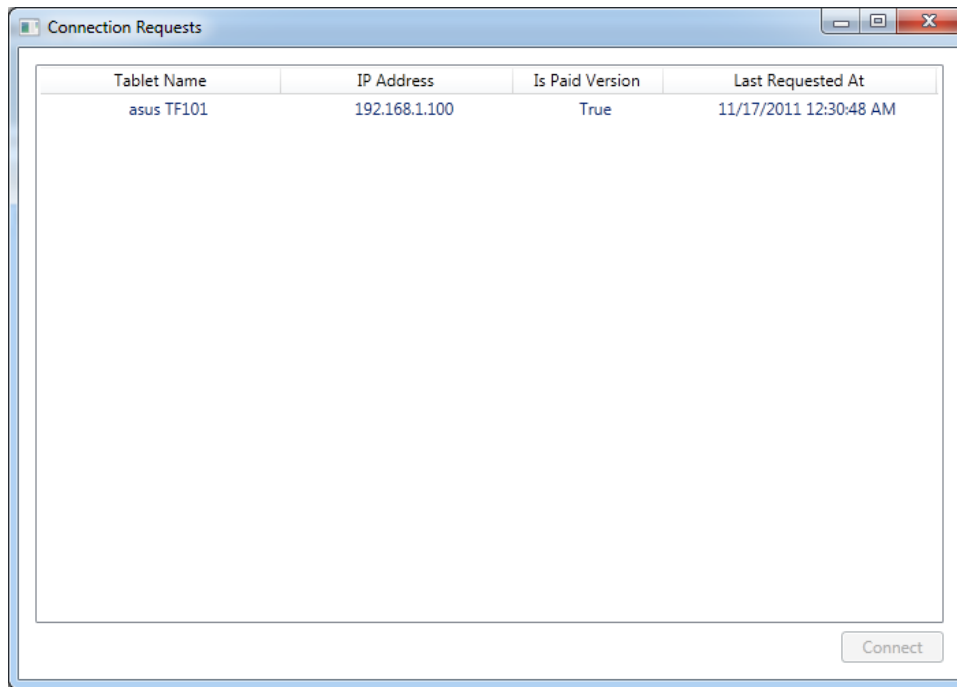 Connection Requests
Tablet Name IP Address Is Paid Version Last Requested At
asus TF101 192.168.1.100 True 11/17/2011 12:30:48 AM
Connect